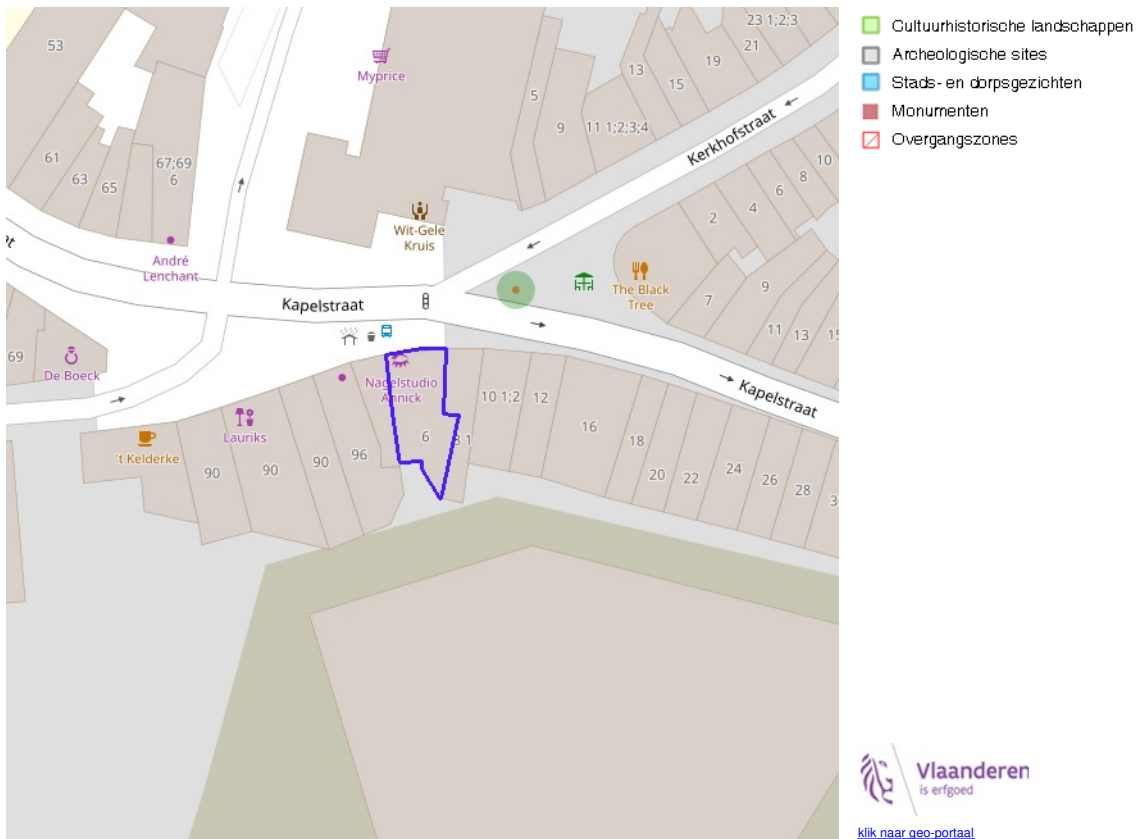 53
Myprice
23 1;2;3
21
19
13
15
5
9
11 1;2;3;4
Kerkhofstraat
61
63
65
67;69
6
10
8
6
4
2
Wit-Gele
Kruis
André
Lenchant
The Black
Tree
9
7
11
13
Kapelstraat
Kapelstraat
69
De Boeck
Nagelstudio
Annick
Lauriks
't Kelderke
90
90
90
96
6
8 1
10 1;2
12
16
18
20
22
24
26
28
Cultuurhistorische landschappen
Archeologische sites
Stads- en dorpsgezichten
Monumenten
Overgangszones
Vlaanderen
is erfgoed
klik naar geo-portaal